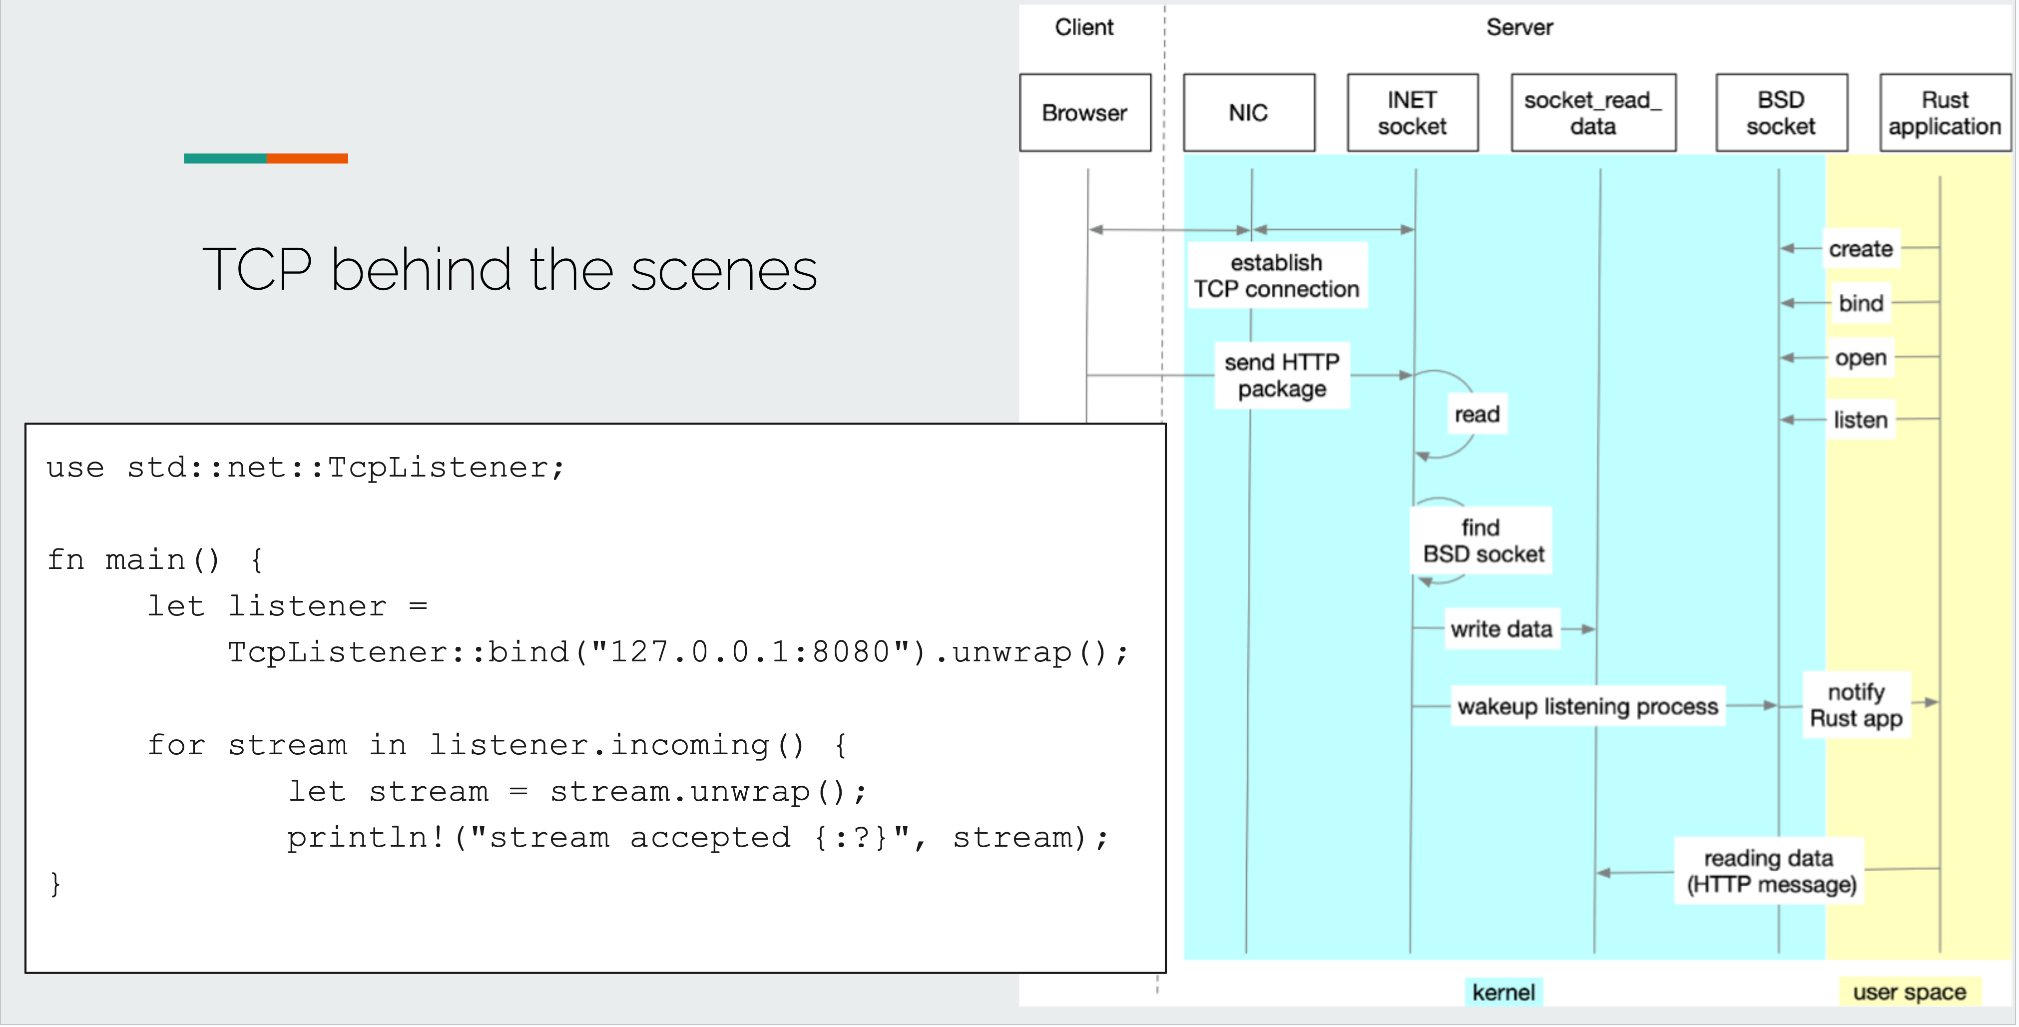 TCP behind the scenes
use std::net::TcpListener;
fn main() {
let listener =
TcpListener::bind("127.0.0.1:8080").unwrap();
for stream in listener.incoming() {
let stream = stream.unwrap();
println!("stream accepted {:?}", stream);
}
Client
Server
Browser
NIC
INET
socket
socket_read_
data
BSD
socket
Rust
application
establish
TCP connection
create
bind
send HTTP
package
open
read
listen
find
BSD socket
write data
wakeup listening process
notify
Rust app
reading data
(HTTP message)
kernel
user space